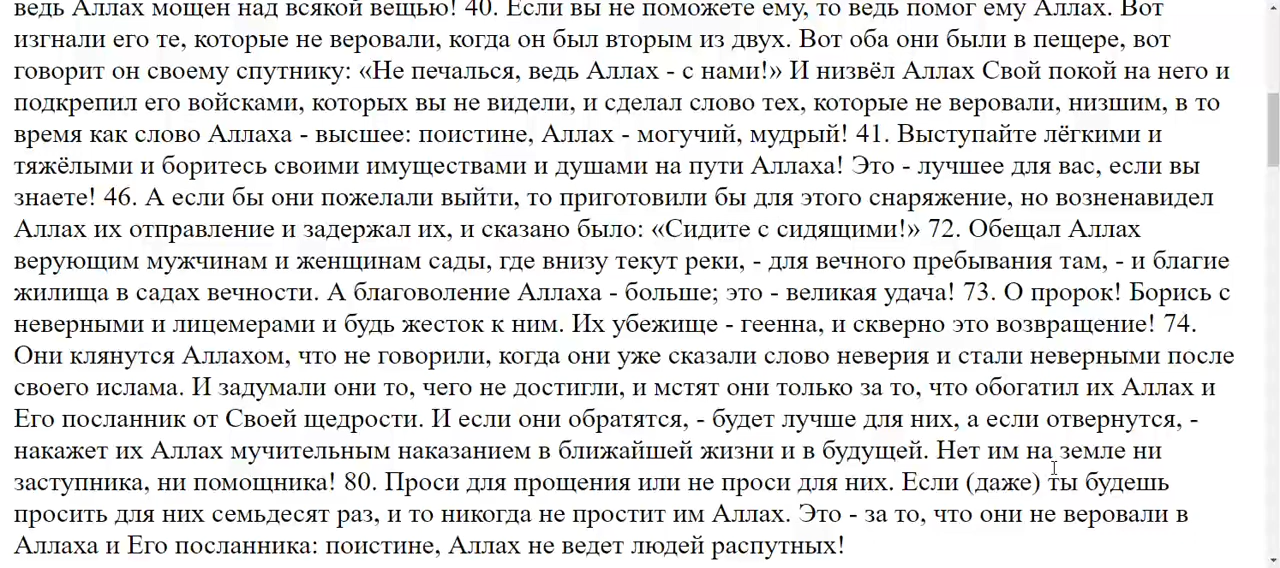 ведь Аллах мощен над всякой вещью! 40. Если вы не поможете ему, то ведь помог ему Аллах. Вот
изгнали его те, которые не веровали, когда он был вторым из двух. Вот оба они были в пещере, вот
говорит он своему спутнику: «Не печалься, ведь Аллах - с нами!» И низвёл Аллах Свой покой на него и
подкрепил его войсками, которых вы не видели, и сделал слово тех, которые не веровали, низшим, в то
время как слово Аллаха - высшее: поистине, Аллах - могучий, мудрый! 41. Выступайте лёгкими и
тяжёлыми и боритесь своими имуществами и душами на пути Аллаха! Это - лучшее для вас, если вы
знаете! 46. А если бы они пожелали выйти, то приготовили бы для этого снаряжение, но возненавидел
Аллах их отправление и задержал их, и сказано было: «Сидите с сидящими!» 72. Обещал Аллах
верующим мужчинам и женщинам сады, где внизу текут реки, - для вечного пребывания там, - и благие
жилища в садах вечности. А благоволение Аллаха - больше; это - великая удача! 73. О пророк! Борись с
неверными и лицемерами и будь жесток к ним. Их убежище - геенна, и скверно это возвращение! 74.
Они клянутся Аллахом, что не говорили, когда они уже сказали слово неверия и стали неверными после
своего ислама. И задумали они то, чего не достигли, и мстят они только за то, что обогатил их Аллах и
Его посланник от Своей щедрости. И если они обратятся, - будет лучше для них, а если отвернутся, -
накажет их Аллах мучительным наказанием в ближайшей жизни и в будущей. Нет им на земле ни
заступника, ни помощника! 80. Проси для прощения или не проси для них. Если (даже) ты будешь
просить для них семьдесят раз, и то никогда не простит им Аллах. Это - за то, что они не веровали в
Аллаха и Его посланника: поистине, Аллах не ведет людей распутных!